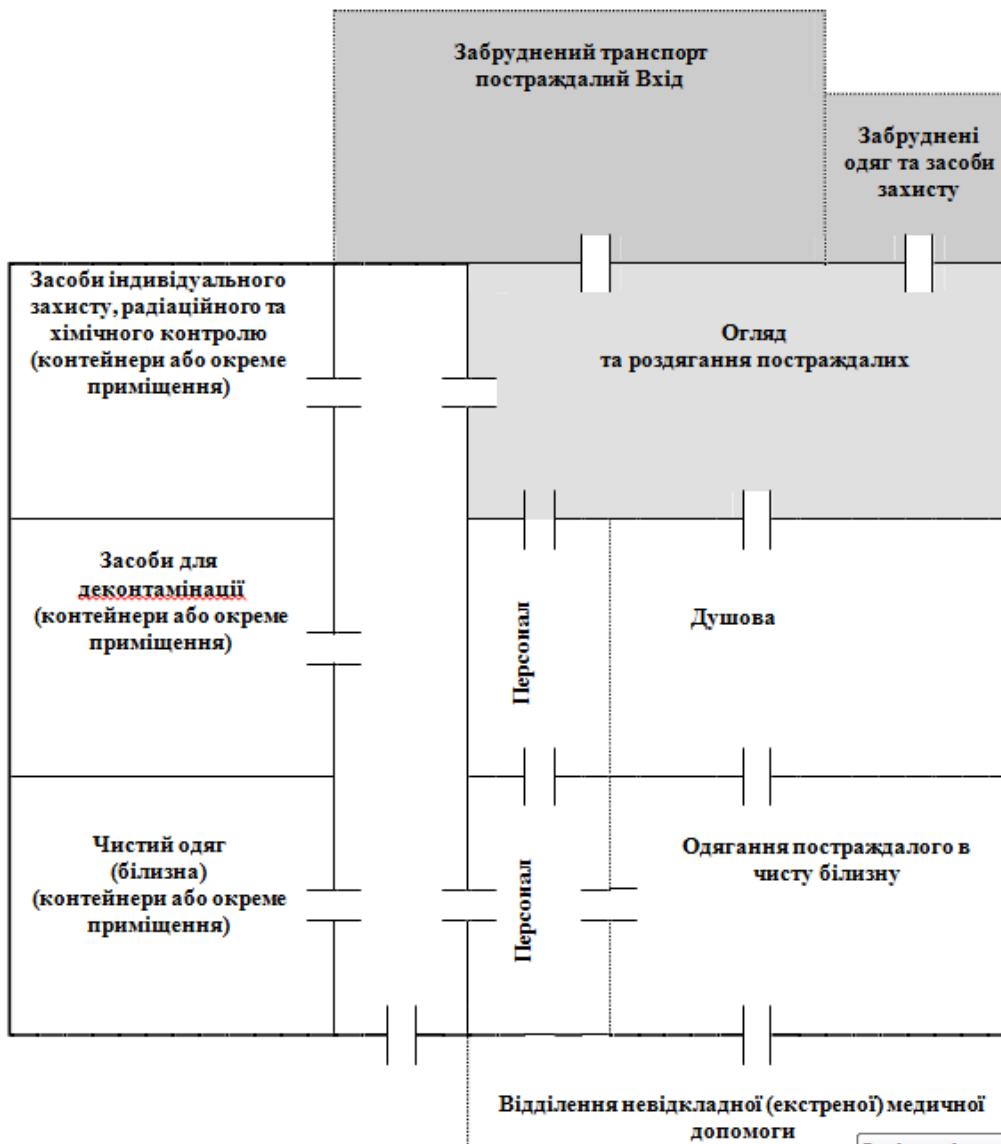 Забруднений транспорт
постраждалий Вхід
Забруднені
одяг та засоби
захисту
Засоби індивідуального
захисту, радіаційного та
хімічного контролю
(контейнери або окреме
приміщення)
Огляд
та роздягання постраждалих
Засоби для
деконтамінації
(контейнери або окреме
приміщення)
Персонал
Душова
Чистий одяг
(білизна)
(контейнери або окреме
приміщення)
Персонал
Одягання постраждалого в
чисту білизну
Відділення невідкладної (екстреної) медичної
допомоги